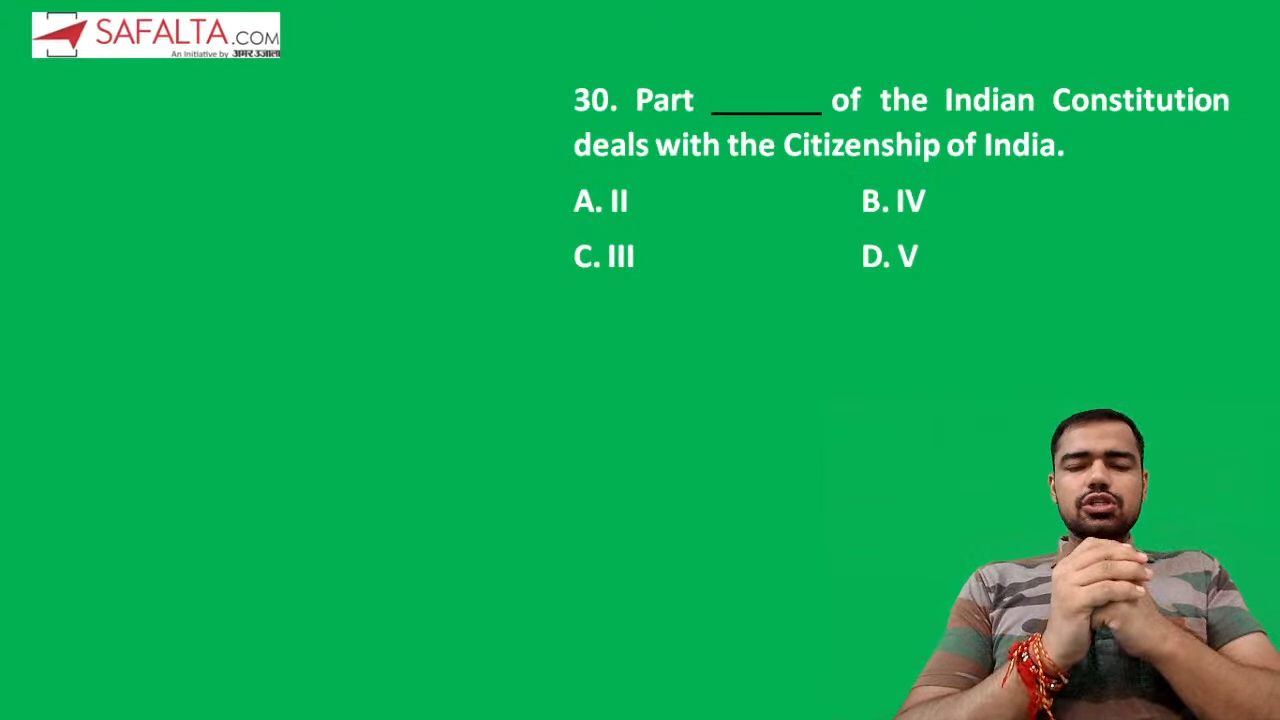 SAFALTA.COM
An Initiative by अमर उजाला
30. Part ______ of the Indian Constitution
deals with the Citizenship of India.
A. II B. IV
C. III D. V